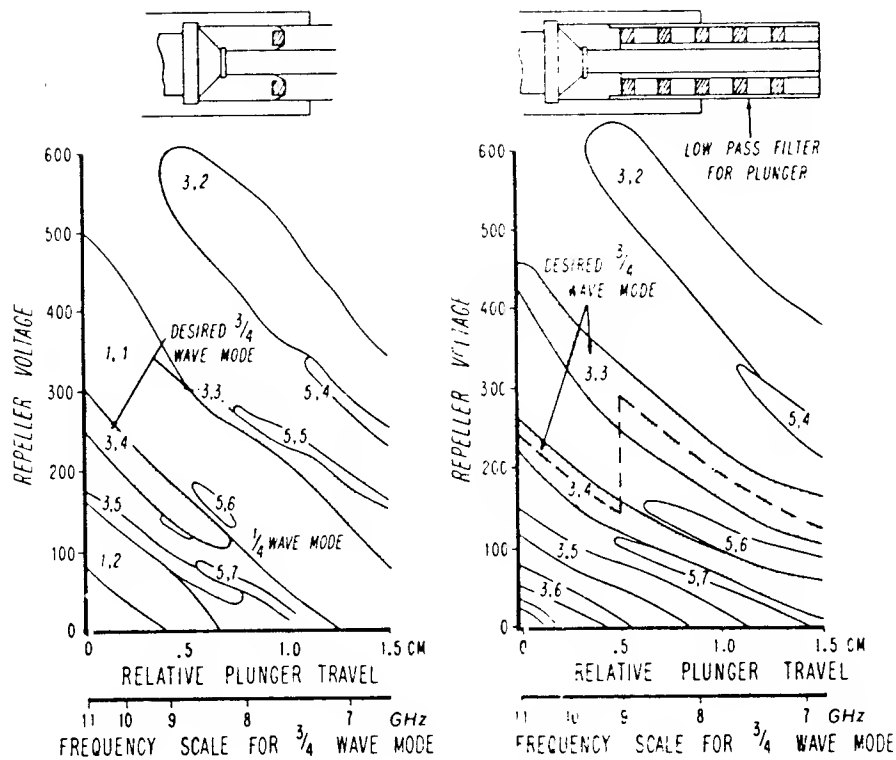 LOW PASS FILTER
FOR PLUNGER
REPELLER VOLTAGE
600
500
400
300
200
100
0
3,2
1,1
DESIRED 3/4
WAVE MODE
3,3
5,4
3,4
5,5
3,5
5,6
1/4 WAVE MODE
5,7
1,2
0
.5
1.0
1.5 CM
RELATIVE PLUNGER TRAVEL
11 10 9 8 7 GHz
FREQUENCY SCALE FOR 3/4 WAVE MODE
REPELLER VOLTAGE
600
500
400
300
200
100
0
3,2
DESIRED 3/4
WAVE MODE
3,3
5,4
3,4
5,6
3,5
5,7
3,6
0
.5
1.0
1.5 CM
RELATIVE PLUNGER TRAVEL
11 10 9 8 7 GHz
FREQUENCY SCALE FOR 3/4 WAVE MODE